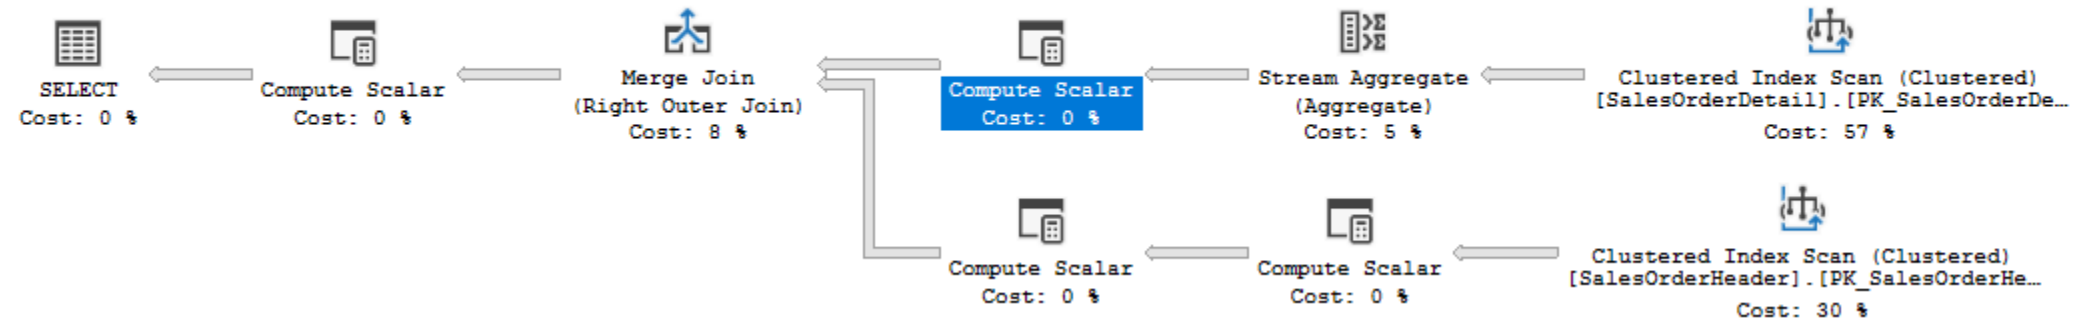 SELECT
Cost: 0 %
Compute Scalar
Cost: 0 %
Merge Join
(Right Outer Join)
Cost: 8 %
Compute Scalar
Cost: 0 %
Stream Aggregate
(Aggregate)
Cost: 5 %
Clustered Index Scan (Clustered)
[SalesOrderDetail].[PK_SalesOrderDe…
Cost: 57 %
Compute Scalar
Cost: 0 %
Compute Scalar
Cost: 0 %
Clustered Index Scan (Clustered)
[SalesOrderHeader].[PK_SalesOrderHe…
Cost: 30 %